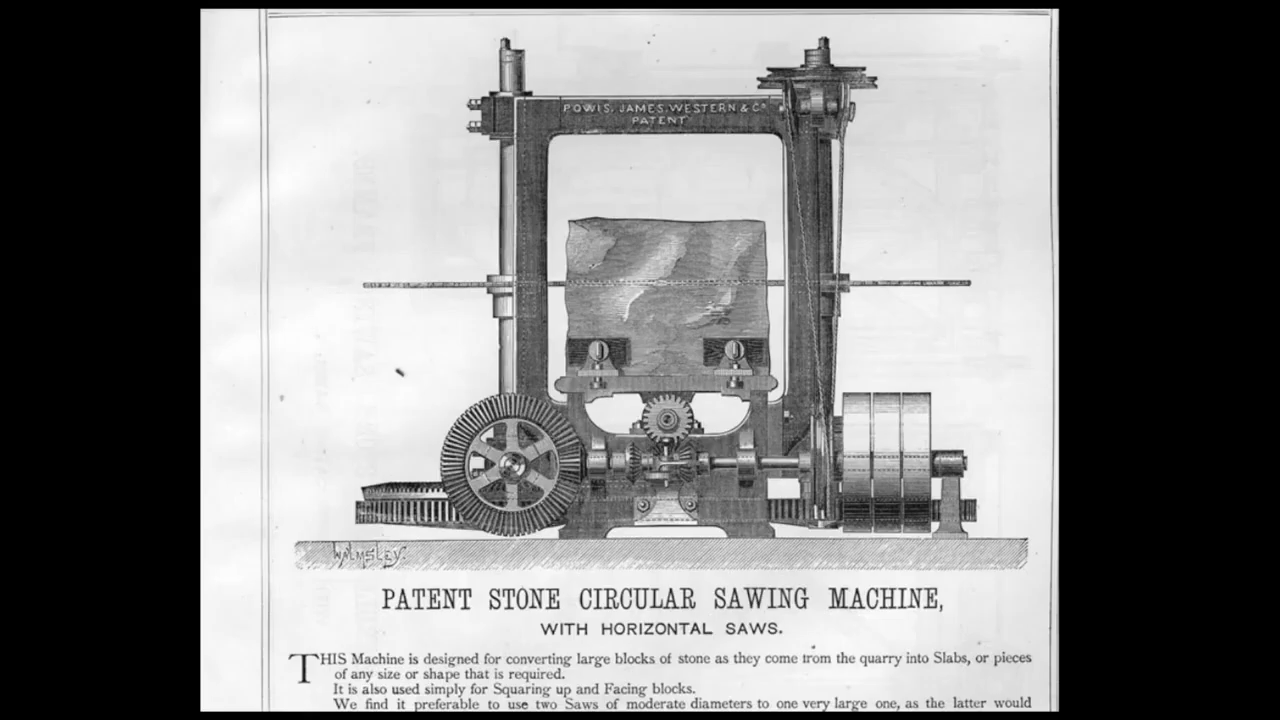 POWIS. JAMES. WESTERN & Co
PATENT
WALMSLEY.
PATENT STONE CIRCULAR SAWING MACHINE,
WITH HORIZONTAL SAWS.
THIS Machine is designed for converting large blocks of stone as they come from the quarry into Slabs, or pieces
of any size or shape that is required.
It is also used simply for Squaring up and Facing blocks.
We find it preferable to use two Saws of moderate diameters to one very large one, as the latter would